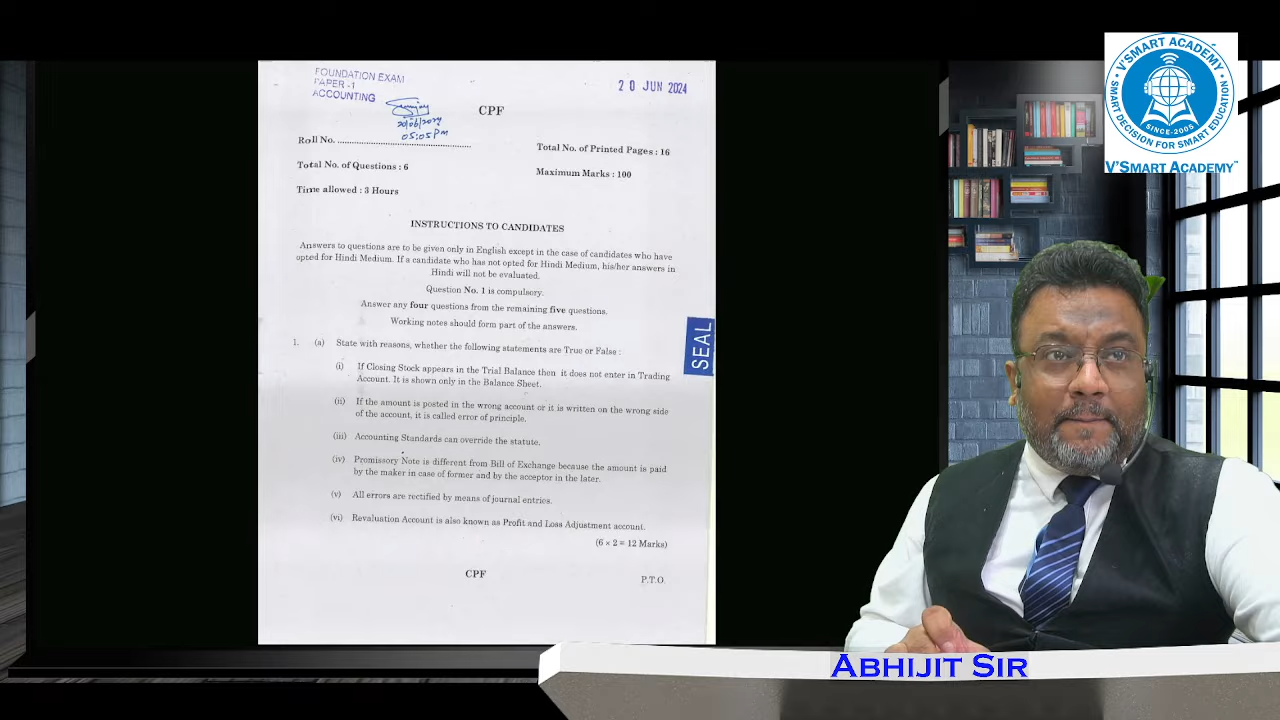 FOUNDATION EXAM
PAPER -1
ACCOUNTING
20/06/2024
05:05 PM
20 JUN 2024
CPF
Roll No. ......................................................
Total No. of Printed Pages : 16
Total No. of Questions : 6
Maximum Marks : 100
Time allowed : 3 Hours
INSTRUCTIONS TO CANDIDATES
Answers to questions are to be given only in English except in the case of candidates who have
opted for Hindi Medium. If a candidate who has not opted for Hindi Medium, his/her answers in
Hindi will not be evaluated.
Question No. 1 is compulsory.
Answer any four questions from the remaining five questions.
Working notes should form part of the answers.
1. (a) State with reasons, whether the following statements are True or False :
(i) If Closing Stock appears in the Trial Balance then it does not enter in Trading
Account. It is shown only in the Balance Sheet.
(ii) If the amount is posted in the wrong account or it is written on the wrong side
of the account, it is called error of principle.
(iii) Accounting Standards can override the statute.
(iv) Promissory Note is different from Bill of Exchange because the amount is paid
by the maker in case of former and by the acceptor in the later.
(v) All errors are rectified by means of journal entries.
(vi) Revaluation Account is also known as Profit and Loss Adjustment account.
(6 × 2 = 12 Marks)
CPF
P.T.O.
SEAL
V'SMART ACADEMY
SMART DECISION FOR SMART EDUCATION
SINCE-2005
V'SMART ACADEMY™
ABHIJIT SIR